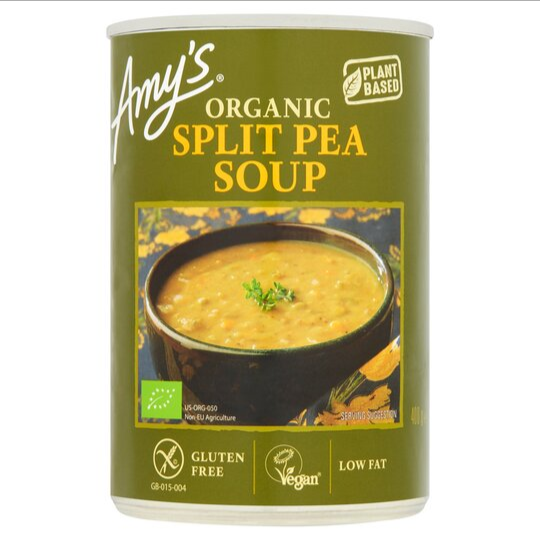 Amy's®
PLANT
BASED
ORGANIC
SPLIT PEA
SOUP
US-ORG-050
Non-EU Agriculture
SERVING SUGGESTION
400 g
GLUTEN
FREE
GB-015-004
Vegan
LOW FAT